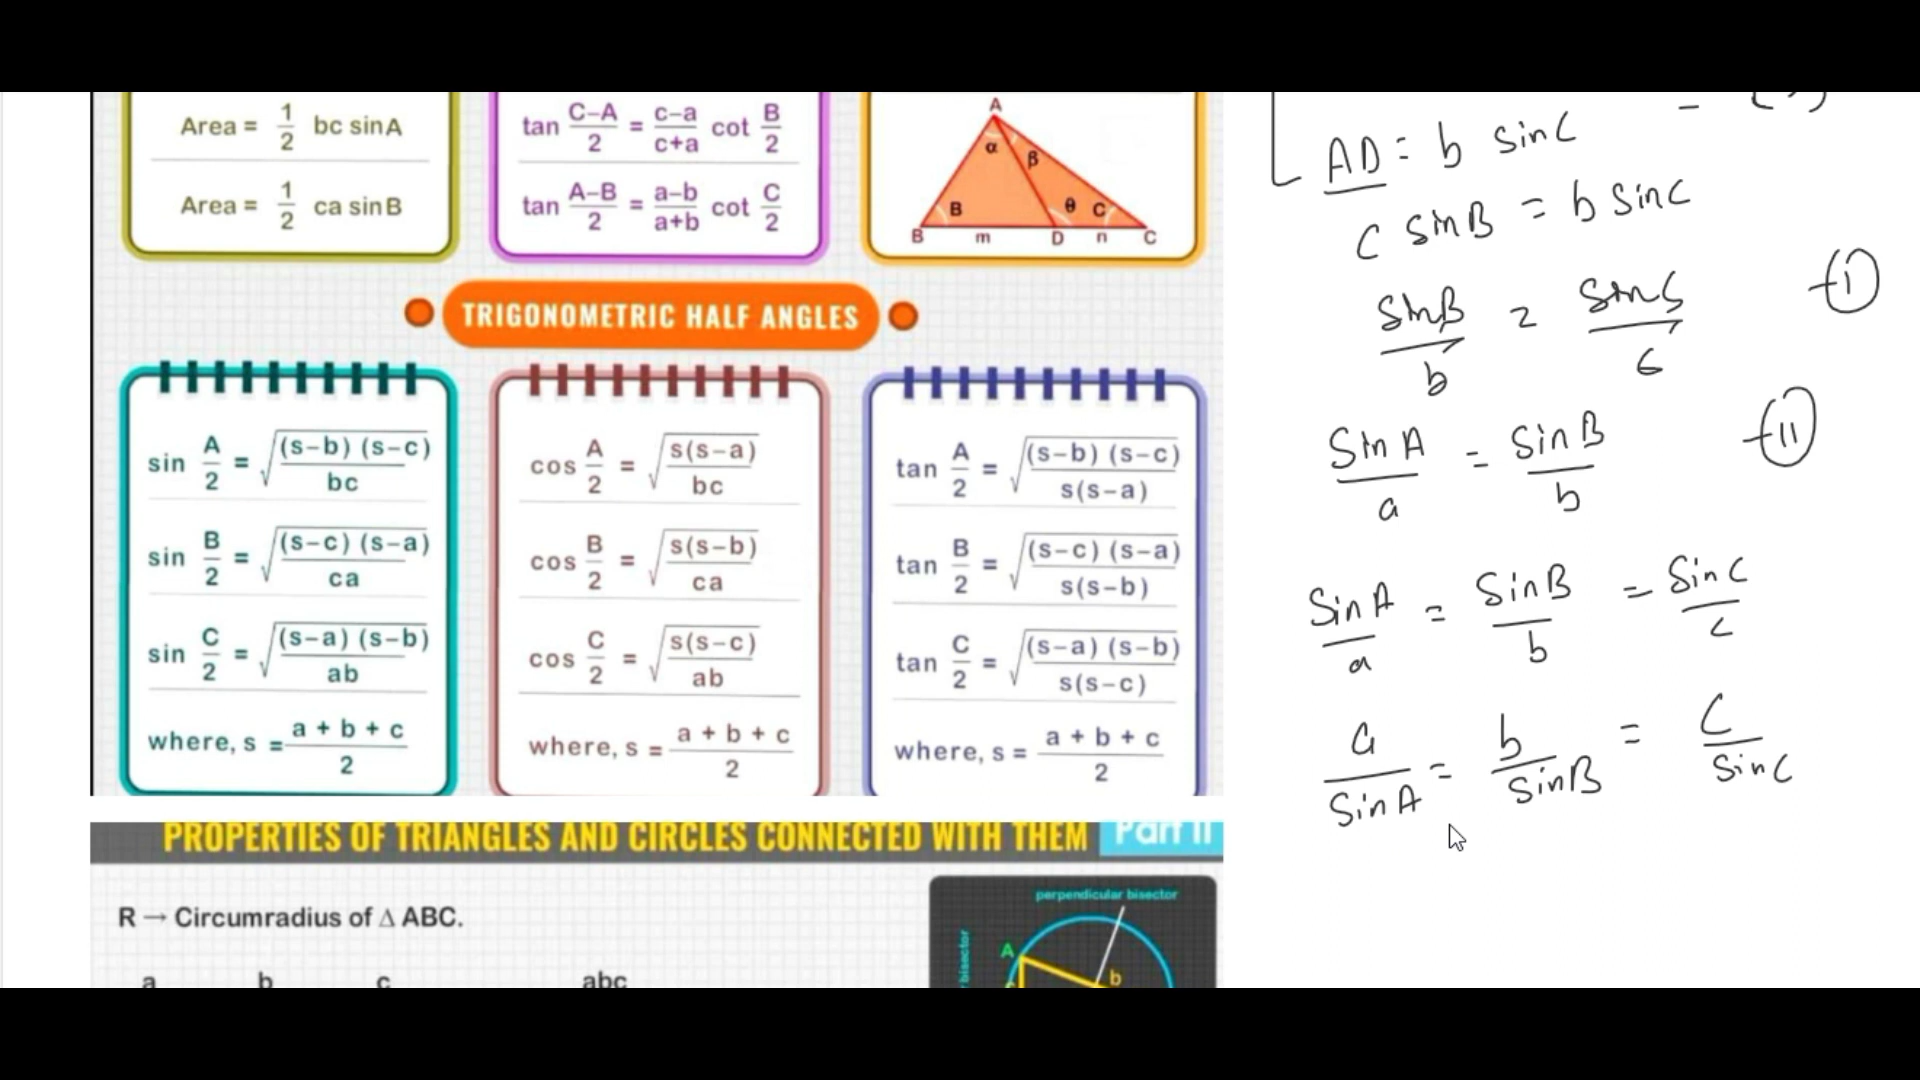 Area = 1/2 bc sinA
Area = 1/2 ca sinB
tan C–A/2 = c–a/c+a cot B/2
tan A–B/2 = a–b/a+b cot C/2
A
α β
B θ C
B m D n C
TRIGONOMETRIC HALF ANGLES
sin A/2 = √(s–b) (s–c)/bc
sin B/2 = √(s–c) (s–a)/ca
sin C/2 = √(s–a) (s–b)/ab
where, s = a + b + c/2
cos A/2 = √s(s–a)/bc
cos B/2 = √s(s–b)/ca
cos C/2 = √s(s–c)/ab
where, s = a + b + c/2
tan A/2 = √(s–b) (s–c)/s(s–a)
tan B/2 = √(s–c) (s–a)/s(s–b)
tan C/2 = √(s–a) (s–b)/s(s–c)
where, s = a + b + c/2
PROPERTIES OF TRIANGLES AND CIRCLES CONNECTED WITH THEM Part II
R → Circumradius of Δ ABC.
a b c abc
perpendicular bisector
bisector
A
b
AD = b sinC
c sinB = b sinC
sinB/b = sinC/c –(i)
SinA/a = SinB/b –(ii)
SinA/a = SinB/b = SinC/c
a/SinA = b/SinB = c/SinC